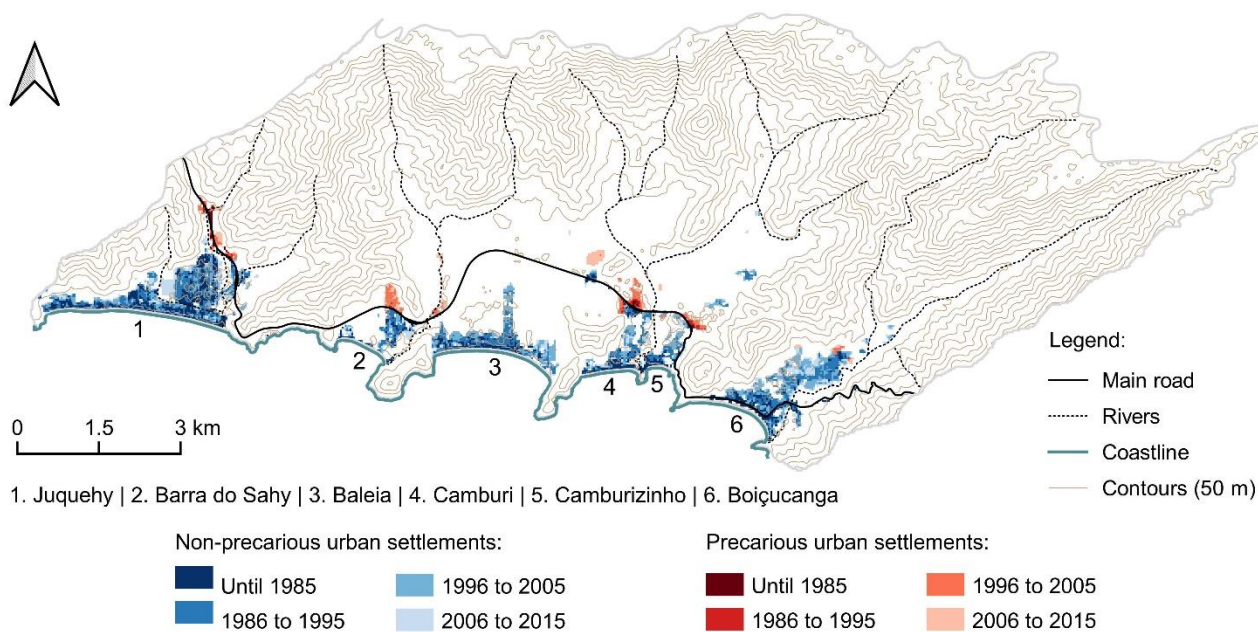 1
2
3
4
5
6
0 1.5 3 km
Legend:
Main road
Rivers
Coastline
Contours (50 m)
1. Juquehy | 2. Barra do Sahy | 3. Baleia | 4. Camburi | 5. Camburizinho | 6. Boiçucanga
Non-precarious urban settlements:
Until 1985
1996 to 2005
1986 to 1995
2006 to 2015
Precarious urban settlements:
Until 1985
1996 to 2005
1986 to 1995
2006 to 2015